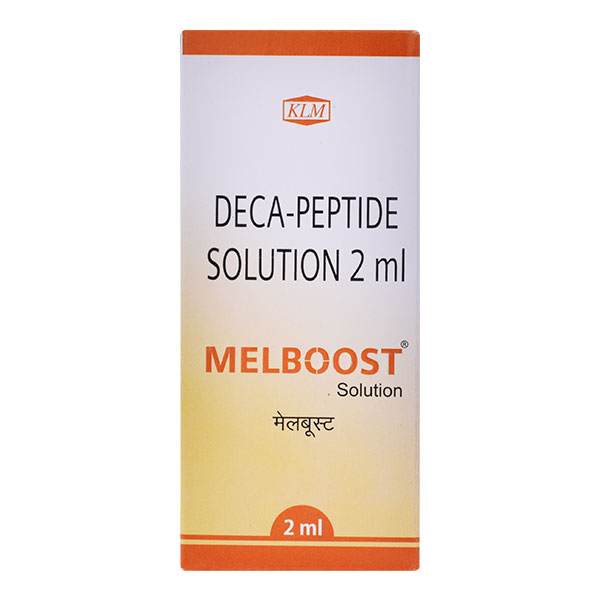 KLM
DECA-PEPTIDE
SOLUTION 2 ml
MELBOOST®
Solution
मेलबूस्ट
2 ml